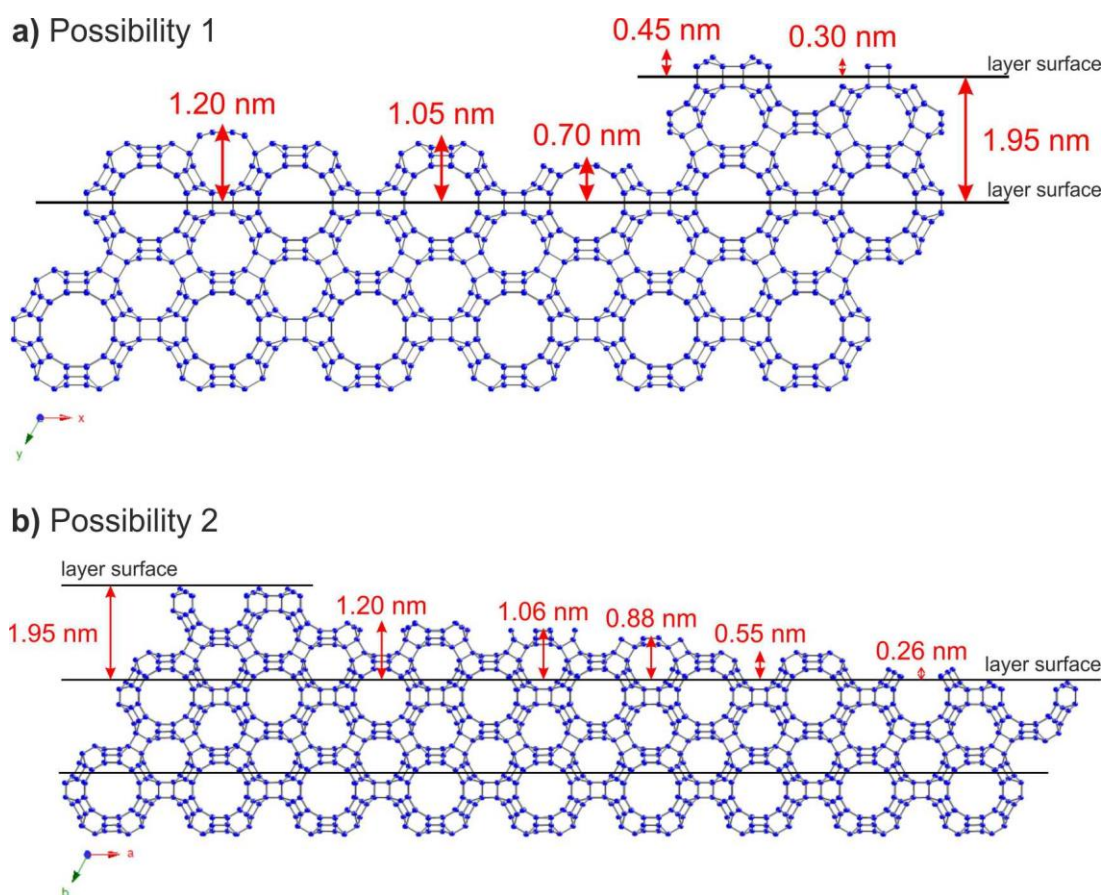 a) Possibility 1
0.45 nm
0.30 nm
layer surface
1.20 nm
1.05 nm
0.70 nm
1.95 nm
layer surface
x
y
b) Possibility 2
layer surface
1.95 nm
1.20 nm
1.06 nm
0.88 nm
0.55 nm
0.26 nm
layer surface
a
b